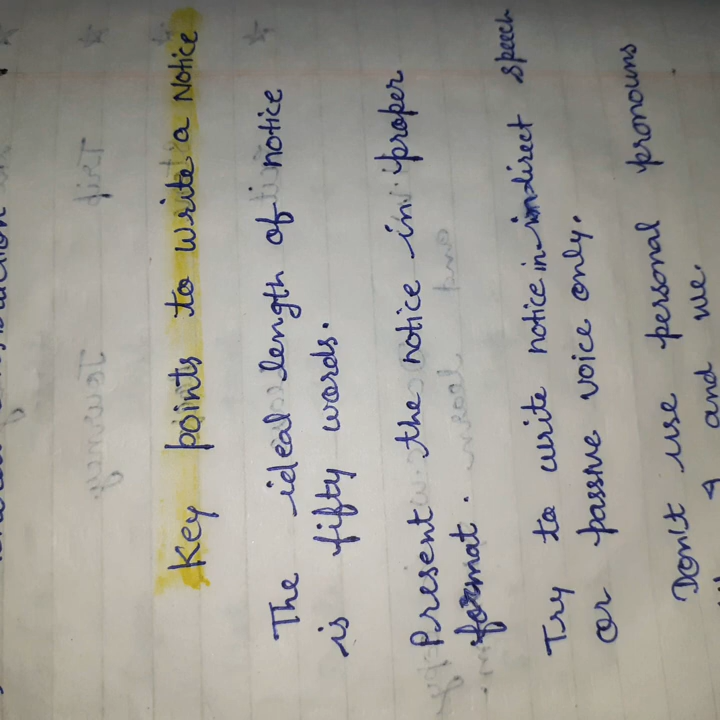 Key points to write a Notice
The ideal length of notice
is fifty words.
Present the notice in proper
format.
Try to write notice in indirect speech
or passive voice only.
Don't use personal pronouns
I and we.